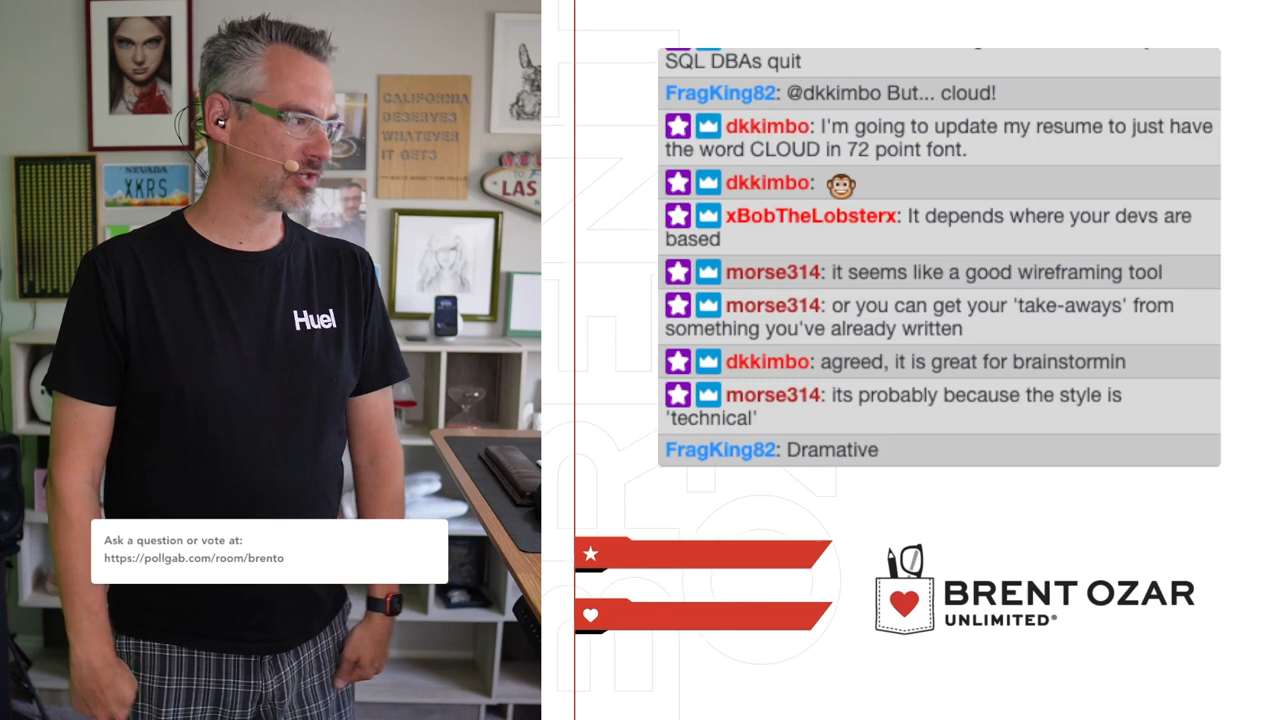 CALIFORNIA
DESERVES
WHATEVER
IT GETS
NEVADA
XKRS
WEL
LAS
Huel
Ask a question or vote at:
https://pollgab.com/room/brento
SQL DBAs quit
FragKing82: @dkkimbo But... cloud!
dkkimbo: I'm going to update my resume to just have
the word CLOUD in 72 point font.
dkkimbo:
xBobTheLobsterx: It depends where your devs are
based
morse314: it seems like a good wireframing tool
morse314: or you can get your 'take-aways' from
something you've already written
dkkimbo: agreed, it is great for brainstormin
morse314: its probably because the style is
'technical'
FragKing82: Dramative
BRENT OZAR
UNLIMITED®